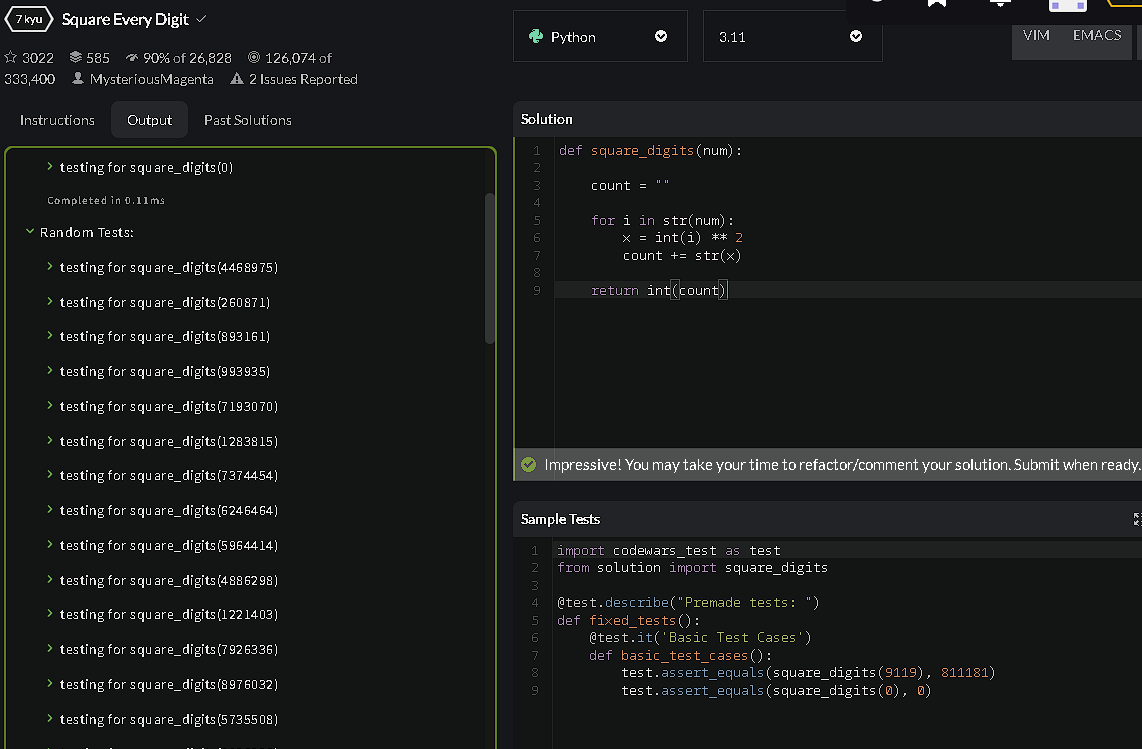 7 kyu Square Every Digit
3022 585 90% of 26,828 126,074 of
333,400 MysteriousMagenta 2 Issues Reported
Instructions Output Past Solutions
testing for square_digits(0)
Completed in 0.11ms
Random Tests:
testing for square_digits(4468975)
testing for square_digits(260871)
testing for square_digits(893161)
testing for square_digits(993935)
testing for square_digits(7193070)
testing for square_digits(1283815)
testing for square_digits(7374454)
testing for square_digits(6246464)
testing for square_digits(5964414)
testing for square_digits(4886298)
testing for square_digits(1221403)
testing for square_digits(7926336)
testing for square_digits(8976032)
testing for square_digits(5735508)
Python 3.11 VIM EMACS
Solution
1 def square_digits(num):
2
3 count = ""
4
5 for i in str(num):
6 x = int(i) ** 2
7 count += str(x)
8
9 return int(count)
Impressive! You may take your time to refactor/comment your solution. Submit when ready.
Sample Tests
1 import codewars_test as test
2 from solution import square_digits
3
4 @test.describe("Premade tests: ")
5 def fixed_tests():
6 @test.it('Basic Test Cases')
7 def basic_test_cases():
8 test.assert_equals(square_digits(9119), 811181)
9 test.assert_equals(square_digits(0), 0)